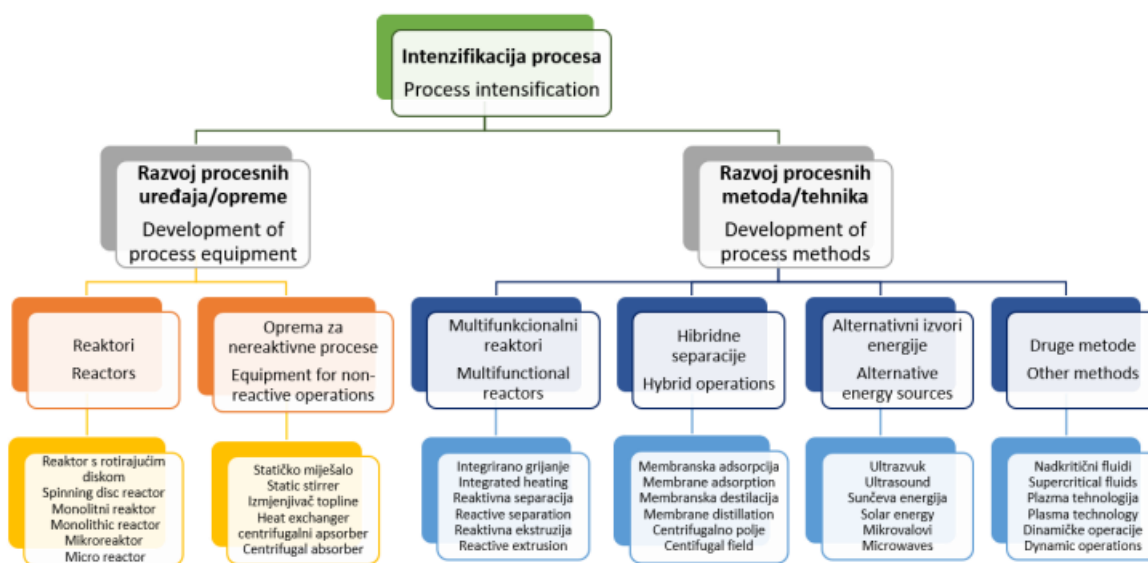 Intenzifikacija procesa
Process intensification
Razvoj procesnih
uređaja/opreme
Development of
process equipment
Razvoj procesnih
metoda/tehnika
Development of
process methods
Reaktori
Reactors
Oprema za
nereaktivne procese
Equipment for non-
reactive operations
Multifunkcionalni
reaktori
Multifunctional
reactors
Hibridne
separacije
Hybrid operations
Alternativni izvori
energije
Alternative
energy sources
Druge metode
Other methods
Reaktor s rotirajućim
diskom
Spinning disc reactor
Monolitni reaktor
Monolithic reactor
Mikroreaktor
Micro reactor
Statičko miješalo
Static stirrer
Izmjenjivač topline
Heat exchanger
centrifugalni apsorber
Centrifugal absorber
Integrirano grijanje
Integrated heating
Reaktivna separacija
Reactive separation
Reaktivna ekstruzija
Reactive extrusion
Membranska adsorpcija
Membrane adsorption
Membranska destilacija
Membrane distillation
Centrifugalno polje
Centifugal field
Ultrazvuk
Ultrasound
Sunčeva energija
Solar energy
Mikrovalovi
Microwaves
Nadkritični fluidi
Supercritical fluids
Plazma tehnologija
Plasma technology
Dinamičke operacije
Dynamic operations